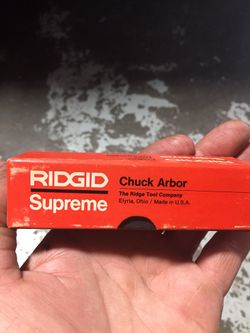 RIDGID
Supreme
Chuck Arbor
The Ridge Tool Company
Elyria, Ohio / Made in U.S.A.